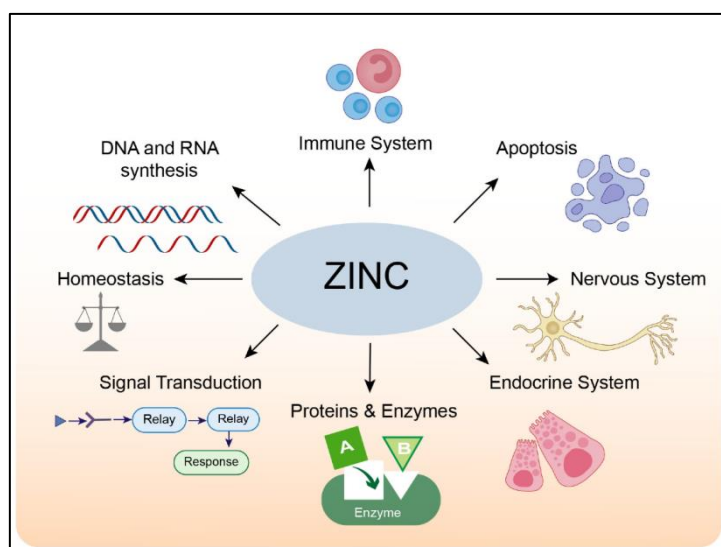 Immune System
DNA and RNA
synthesis
Apoptosis
ZINC
Homeostasis
Nervous System
Signal Transduction
Relay
Relay
Response
Proteins & Enzymes
A
B
Enzyme
Endocrine System